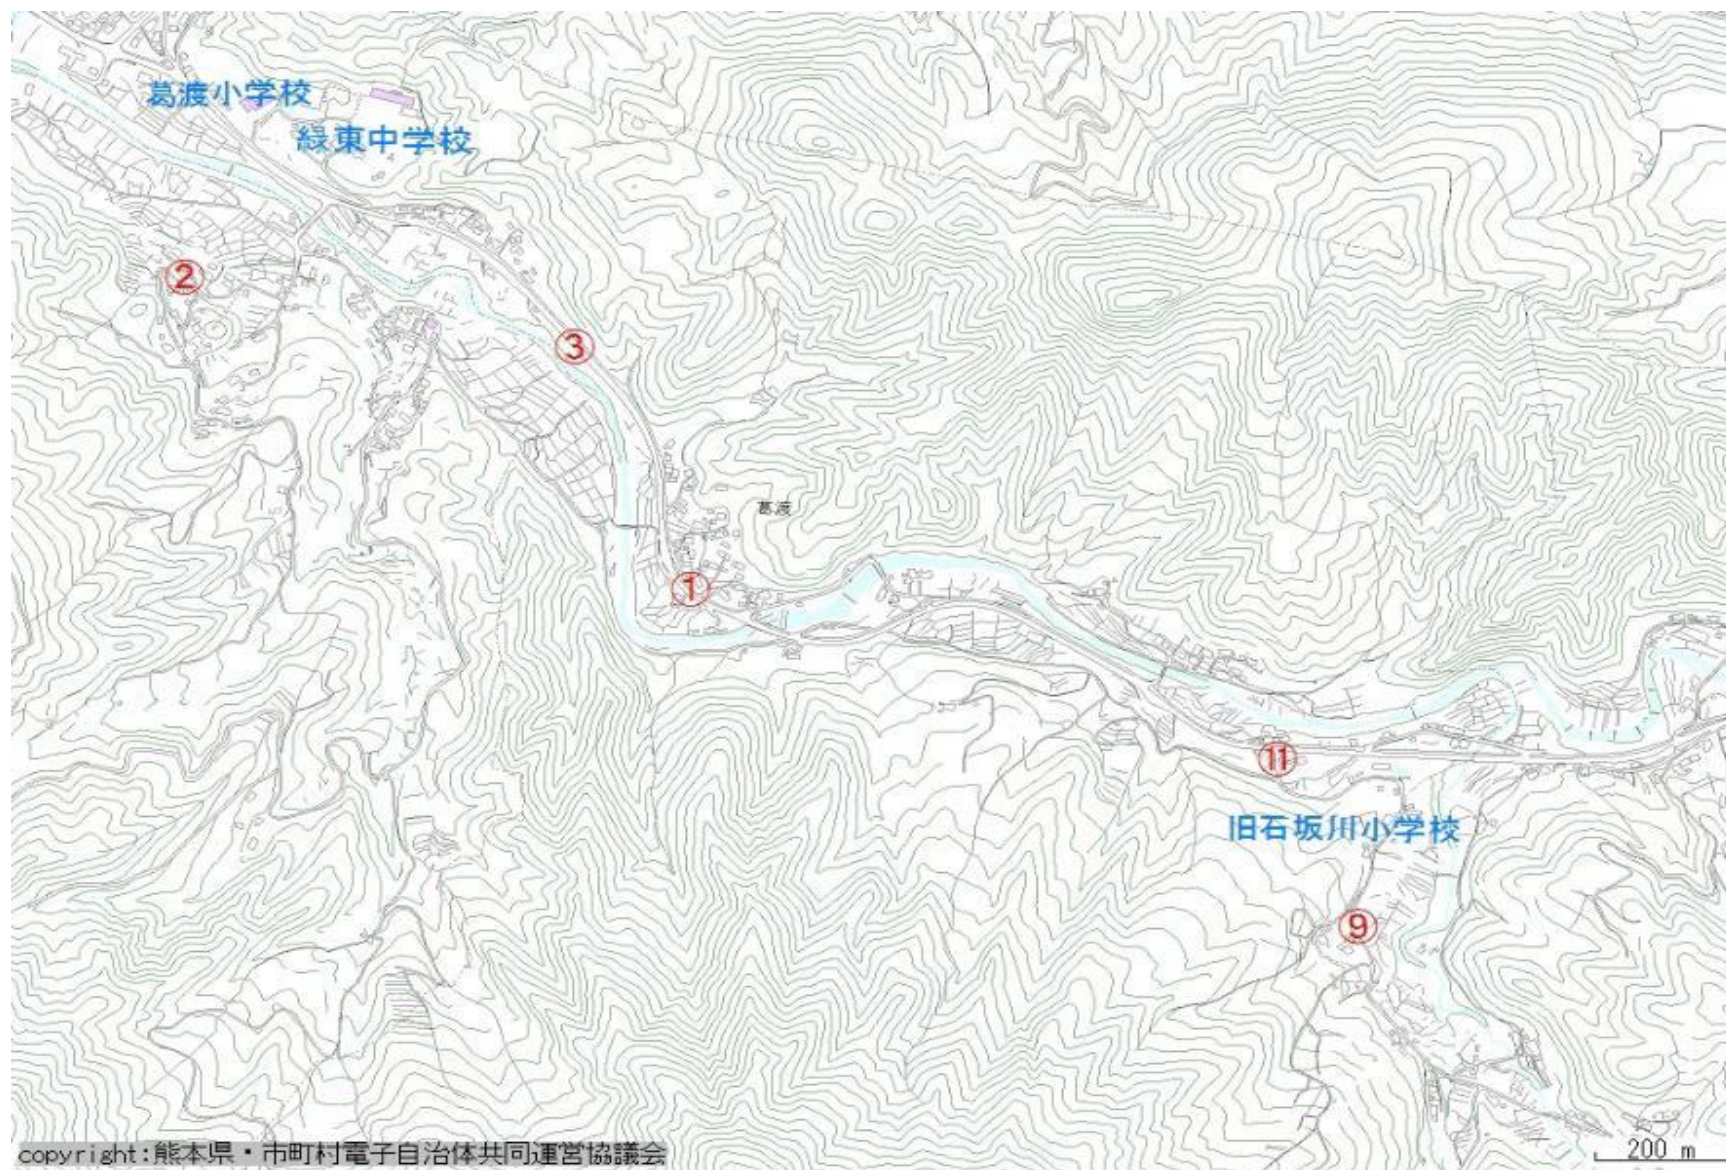 葛渡小学校
緑東中学校
②
③
葛渡
①
⑪
旧石坂川小学校
⑨
copyright:熊本県・市町村電子自治体共同運営協議会
200 m